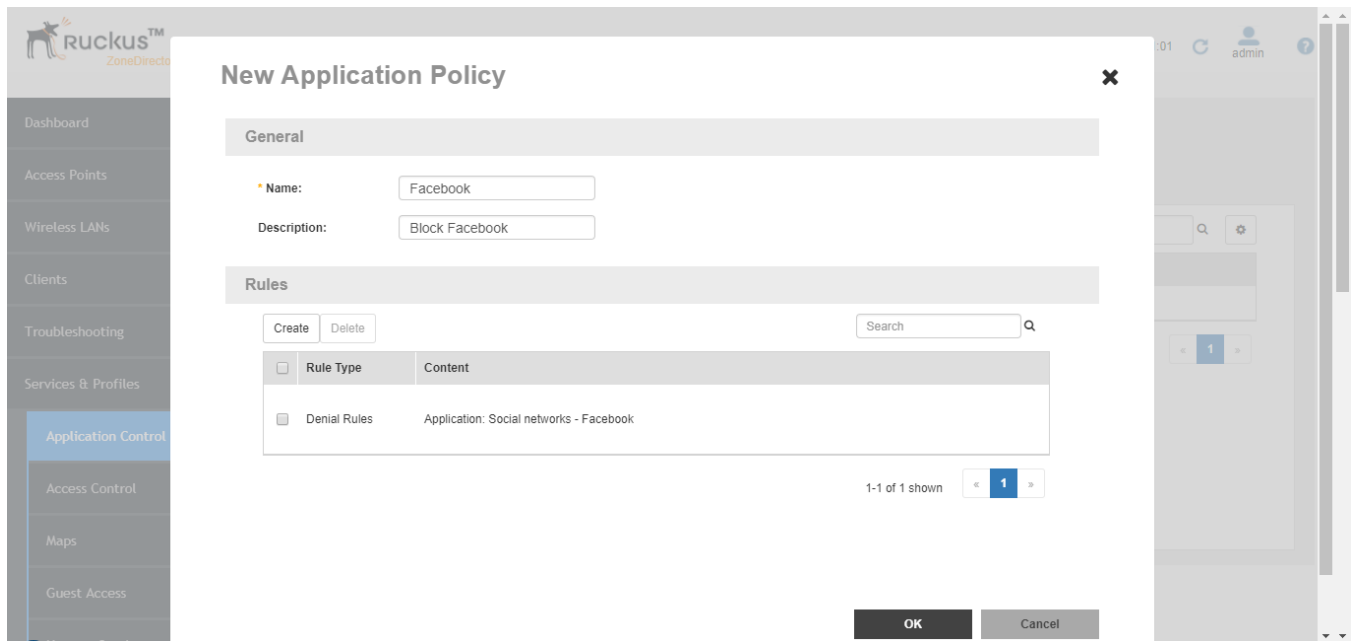 Ruckus™
ZoneDirecto
:01
admin
New Application Policy
Dashboard
Access Points
Wireless LANs
Clients
Troubleshooting
Services & Profiles
Application Control
Access Control
Maps
Guest Access
General
* Name:
Facebook
Description:
Block Facebook
Rules
Create
Delete
Search
Rule Type
Content
Denial Rules
Application: Social networks - Facebook
1-1 of 1 shown
«
1
»
«
1
»
OK
Cancel